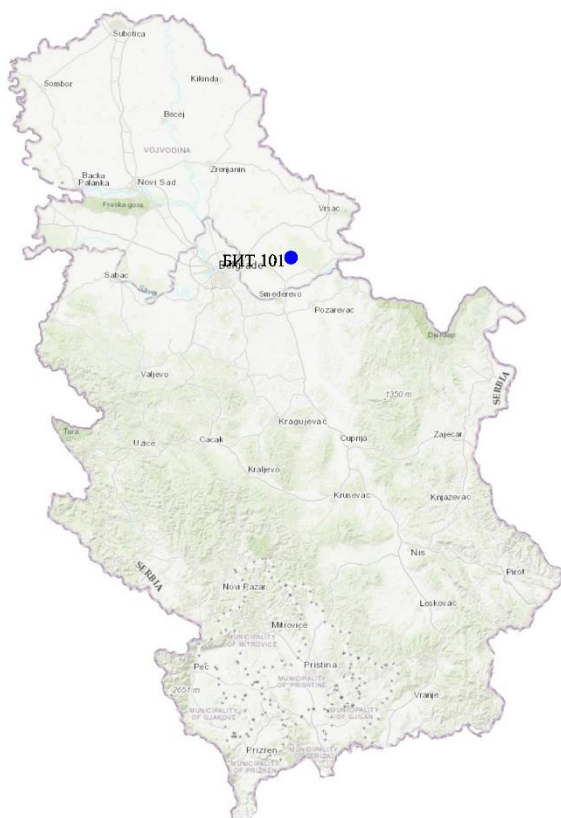 Subotica
Kikinda
Sombor
Becej
VOJVODINA
Zrenjanin
Backa
Palanka
Novi Sad
Fruska gora
Vrsac
БИТ 101
Belgrade
Sabac
Sava
Smederevo
Pozarevac
Djerdap
Valjevo
1350 m
SERBIA
Tara
Kragujevac
Uzice
Cacak
Cuprija
Zajecar
Kraljevo
Krusevac
Knjazevac
Nis
SERBIA
Pirot
Novi Pazar
Leskovac
Mitrovice
MUNICIPALITY
OF MITROVICE
Pristina
Peć
MUNICIPALITY
OF PRISHTINE
2651 m
Vranje
MUNICIPALITY
OF GJAKOVË
MUNICIPALITY
OF GJILAN
Prizren
MUNICIPALITY
MUNICIPALITY
OF PRIZREN